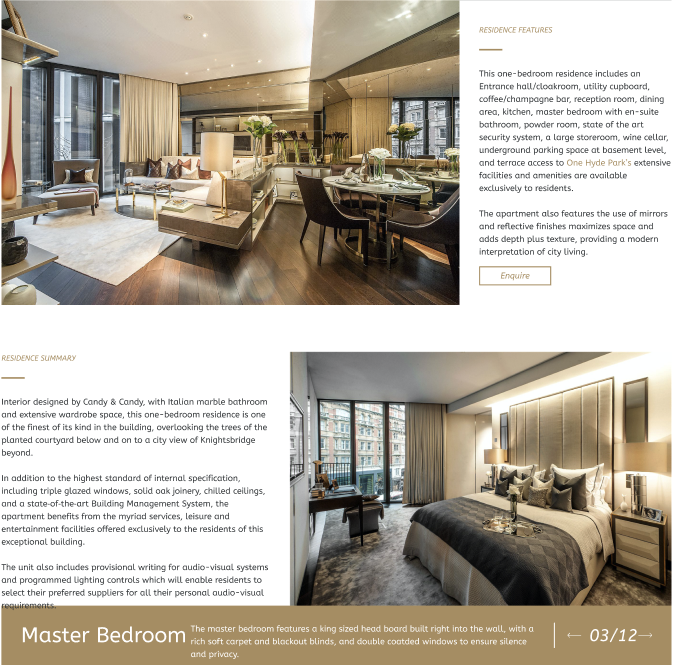 RESIDENCE FEATURES
This one-bedroom residence includes an
Entrance hall/cloakroom, utility cupboard,
coffee/champagne bar, reception room, dining
area, kitchen, master bedroom with en-suite
bathroom, powder room, state of the art
security system, a large storeroom, wine cellar,
underground parking space at basement level,
and terrace access to One Hyde Park's extensive
facilities and amenities are available
exclusively to residents.
The apartment also features the use of mirrors
and reflective finishes maximizes space and
adds depth plus texture, providing a modern
interpretation of city living.
Enquire
RESIDENCE SUMMARY
Interior designed by Candy & Candy, with Italian marble bathroom
and extensive wardrobe space, this one-bedroom residence is one
of the finest of its kind in the building, overlooking the trees of the
planted courtyard below and on to a city view of Knightsbridge
beyond.
In addition to the highest standard of internal specification,
including triple glazed windows, solid oak joinery, chilled ceilings,
and a state-of-the-art Building Management System, the
apartment benefits from the myriad services, leisure and
entertainment facilities offered exclusively to the residents of this
exceptional building.
The unit also includes provisional writing for audio-visual systems
and programmed lighting controls which will enable residents to
select their preferred suppliers for all their personal audio-visual
requirements.
Master Bedroom
The master bedroom features a king sized head board built right into the wall, with a
rich soft carpet and blackout blinds, and double coatded windows to ensure silence
and privacy.
← 03/12 →